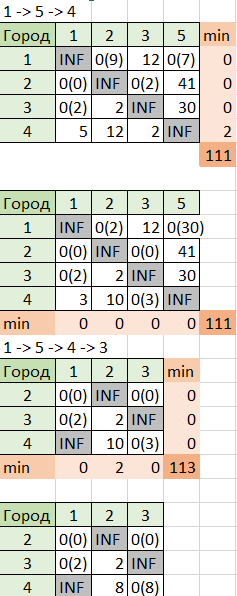 1 -> 5 -> 4
Город 1 2 3 5 min
1 INF 0(9) 12 0(7) 0
2 0(0) INF 0(2) 41 0
3 0(2) 2 INF 30 0
4 5 12 2 INF 2
111
Город 1 2 3 5
1 INF 0(2) 12 0(30)
2 0(0) INF 0(0) 41
3 0(2) 2 INF 30
4 3 10 0(3) INF
min 0 0 0 0 111
1 -> 5 -> 4 -> 3
Город 1 2 3 min
2 0(0) INF 0(0) 0
3 0(2) 2 INF 0
4 INF 10 0(3) 0
min 0 2 0 113
Город 1 2 3
2 0(0) INF 0(0)
3 0(2) 2 INF
4 INF 8 0(8)